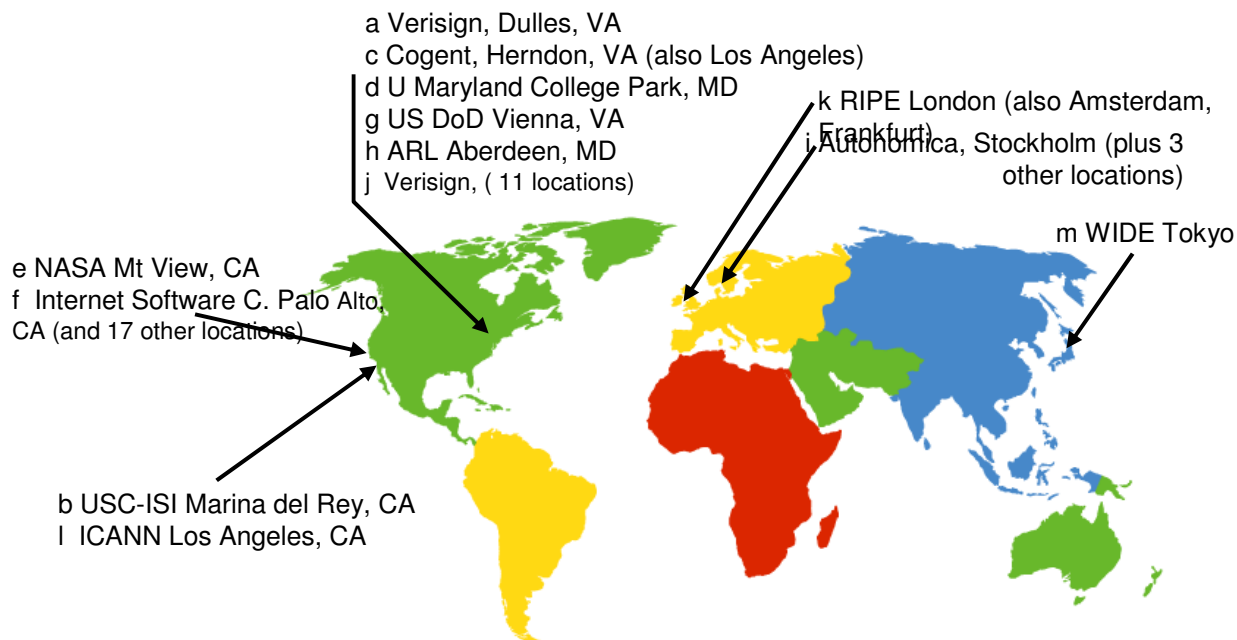 a Verisign, Dulles, VA
c Cogent, Herndon, VA (also Los Angeles)
d U Maryland College Park, MD
g US DoD Vienna, VA
h ARL Aberdeen, MD
j Verisign, ( 11 locations)
k RIPE London (also Amsterdam,
Frankfurt)
i Autonomica, Stockholm (plus 3
other locations)
m WIDE Tokyo
e NASA Mt View, CA
f Internet Software C. Palo Alto,
CA (and 17 other locations)
b USC-ISI Marina del Rey, CA
l ICANN Los Angeles, CA